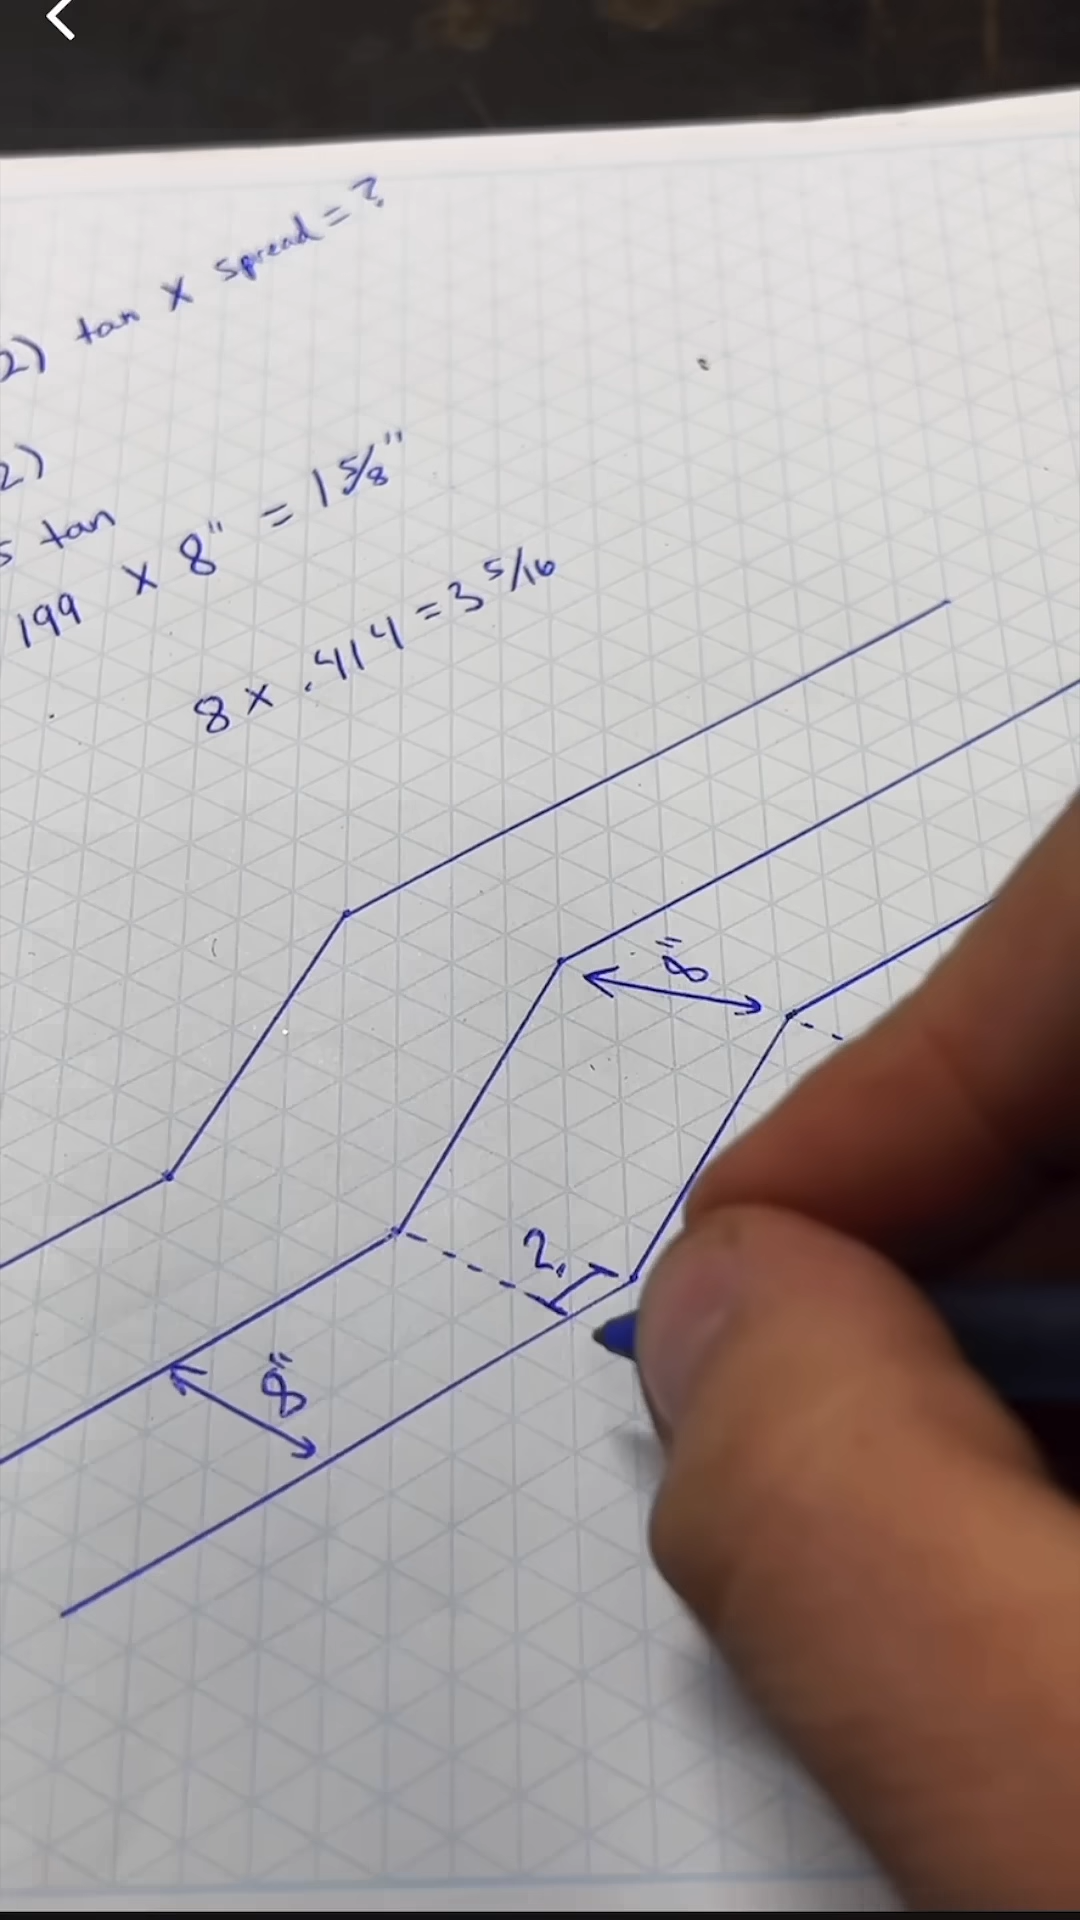 2) tan x spread = ?
2)
s tan
199 x 8" = 1 5/8"
8 x .414 = 3 5/16
8"
2.
8"